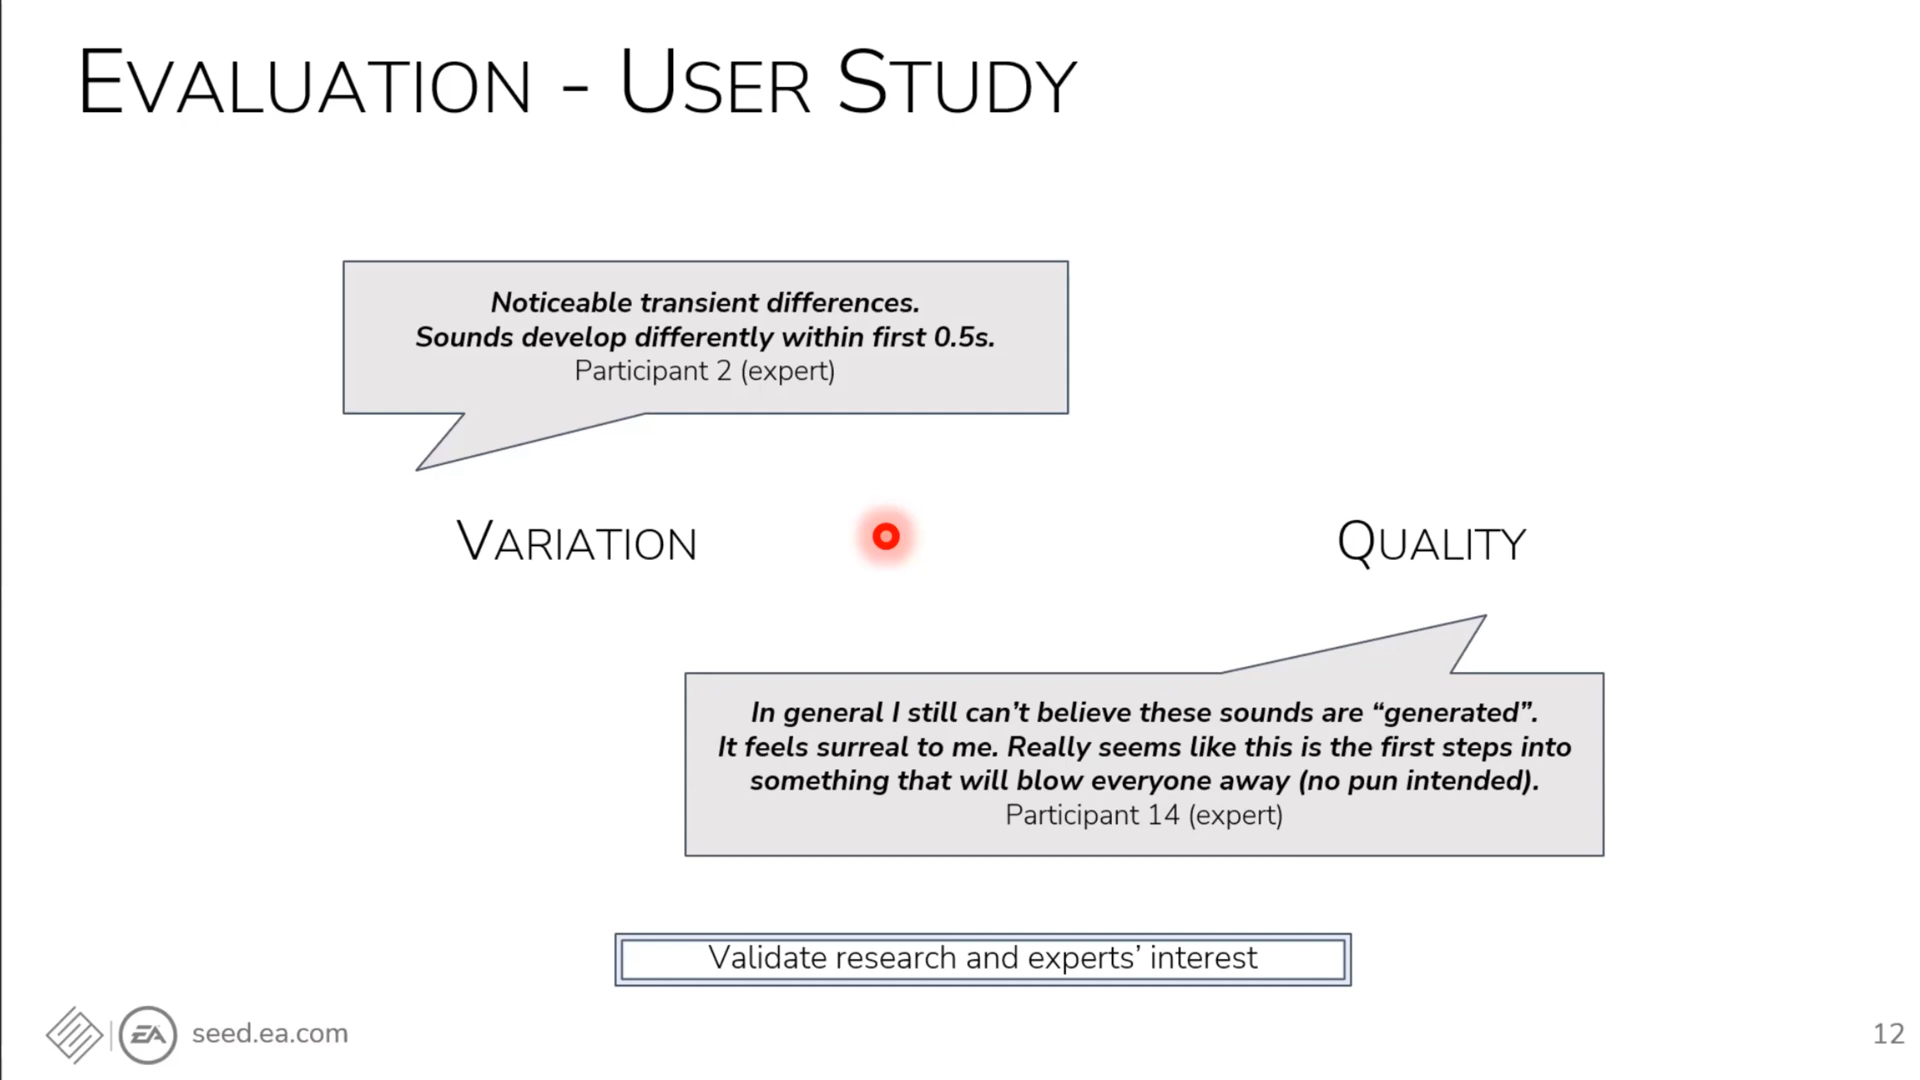 EVALUATION - USER STUDY
Noticeable transient differences.
Sounds develop differently within first 0.5s.
Participant 2 (expert)
VARIATION
QUALITY
In general I still can’t believe these sounds are “generated”.
It feels surreal to me. Really seems like this is the first steps into
something that will blow everyone away (no pun intended).
Participant 14 (expert)
Validate research and experts’ interest
EA
seed.ea.com
12